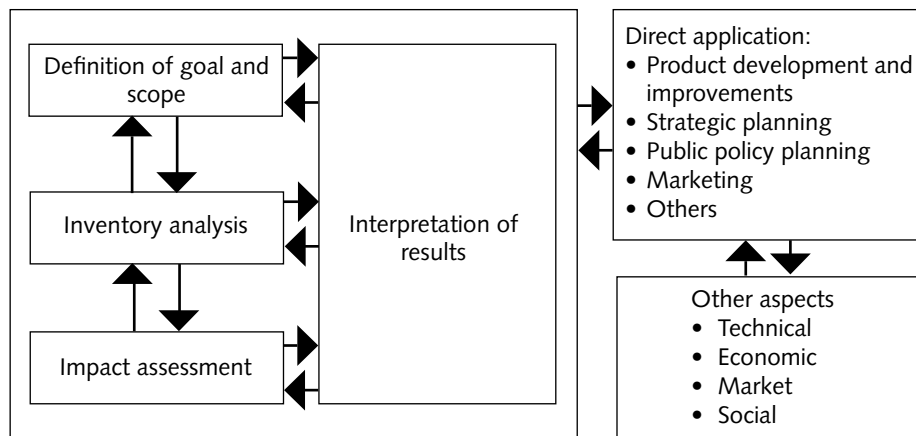 Definition of goal and
scope
Inventory analysis
Impact assessment
Interpretation of
results
Direct application:
• Product development and
improvements
• Strategic planning
• Public policy planning
• Marketing
• Others
Other aspects
• Technical
• Economic
• Market
• Social